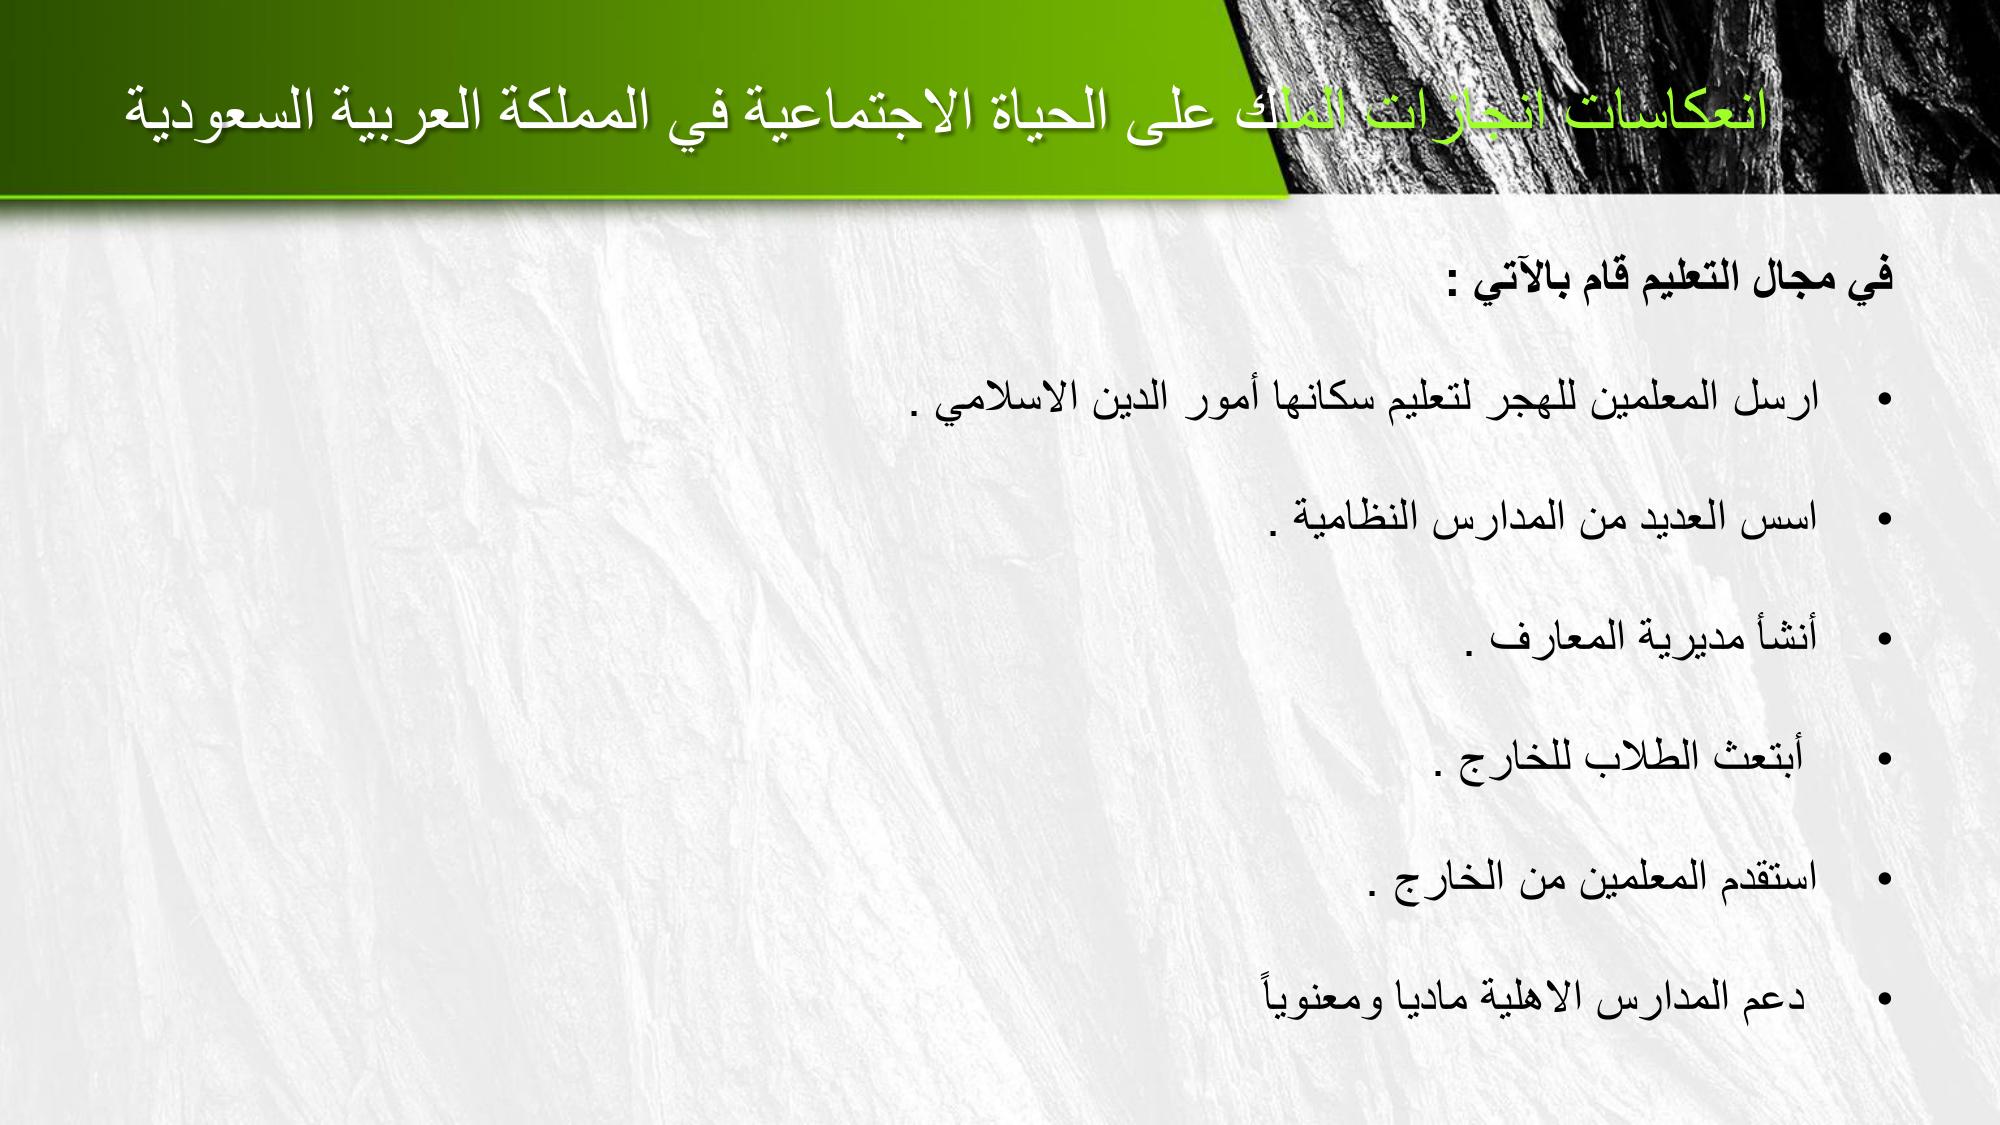 انعكاسات انجازات الملك على الحياة الاجتماعية في المملكة العربية السعودية
في مجال التعليم قام بالآتي :
• ارسل المعلمين للهجر لتعليم سكانها أمور الدين الاسلامي .
• اسس العديد من المدارس النظامية .
• أنشأ مديرية المعارف .
• أبتعث الطلاب للخارج .
• استقدم المعلمين من الخارج .
• دعم المدارس الاهلية ماديا ومعنوياً